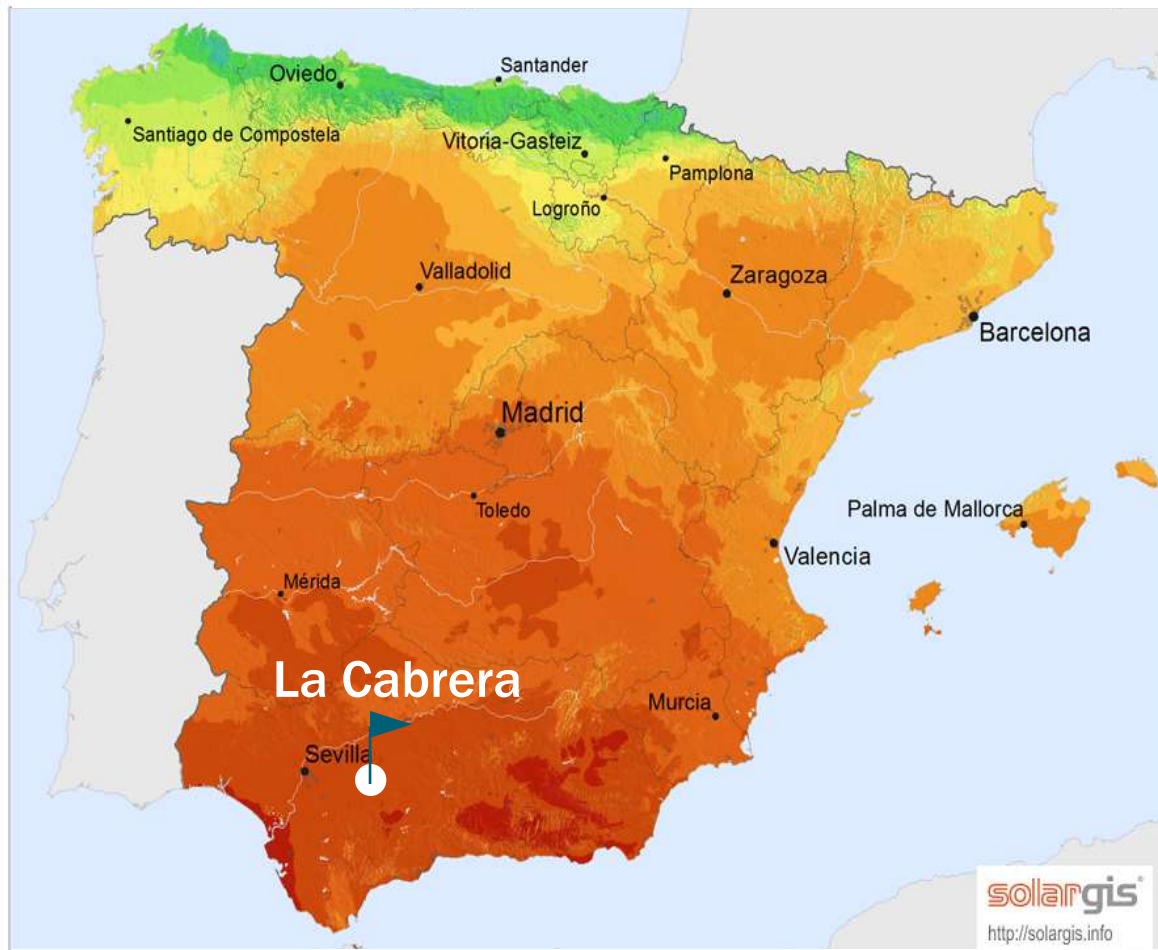 Santander
Oviedo
Santiago de Compostela
Vitoria-Gasteiz
Pamplona
Logroño
Valladolid
Zaragoza
Barcelona
Madrid
Toledo
Palma de Mallorca
Valencia
Mérida
La Cabrera
Murcia
Sevilla
solargis
http://solargis.info